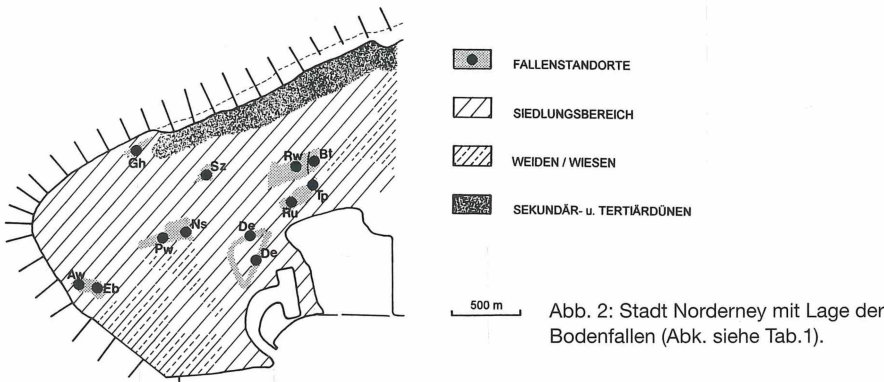 Gh
Sz
Rw
Bt
Tp
Ru
Ns
Pw
De
De
Aw
Eb
FALLENSTANDORTE
SIEDLUNGSBEREICH
WEIDEN / WIESEN
SEKUNDÄR- u. TERTIÄRDÜNEN
500 m
Abb. 2: Stadt Norderney mit Lage der
Bodenfallen (Abk. siehe Tab.1).